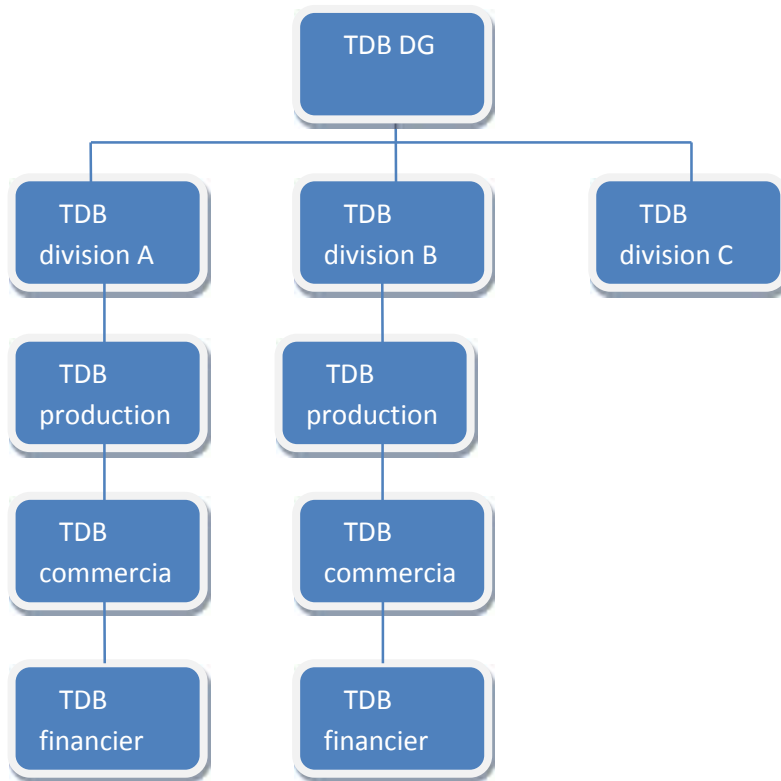 TDB DG
TDB
division A
TDB
division B
TDB
division C
TDB
production
TDB
production
TDB
commercia
TDB
commercia
TDB
financier
TDB
financier